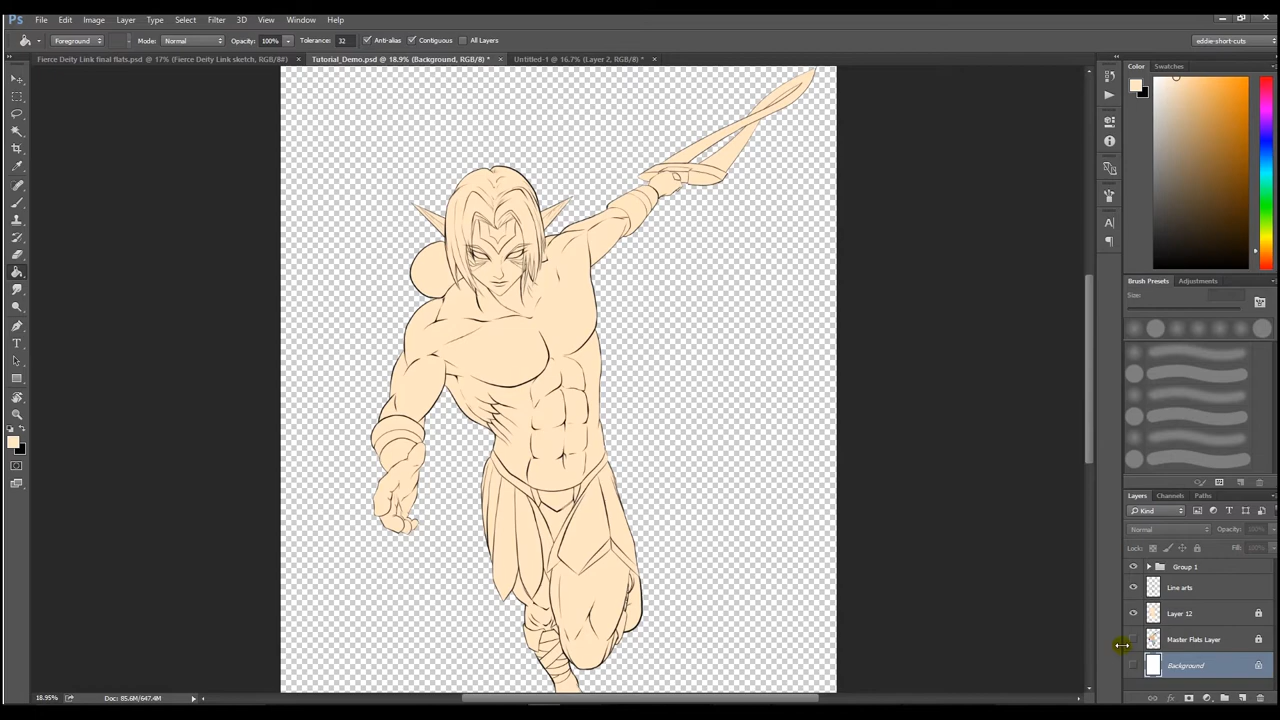 Ps File Edit Image Layer Type Select Filter 3D View Window Help
Foreground Mode: Normal Opacity: 100% Tolerance: 32 Anti-alias Contiguous All Layers eddie-short-cuts
Fierce Deity Link final flats.psd @ 17% (Fierce Deity Link sketch, RGB/8#) × Tutorial_Demo.psd @ 18.9% (Background, RGB/8) * × Untitled-1 @ 16.7% (Layer 2, RGB/8) * ×
Color Swatches
Brush Presets Adjustments
Size:
Layers Channels Paths
Kind
Normal Opacity: 100%
Lock: Fill: 100%
Group 1
Line arts
Layer 12
Master Flats Layer
Background
18.95% Doc: 85.6M/647.4M